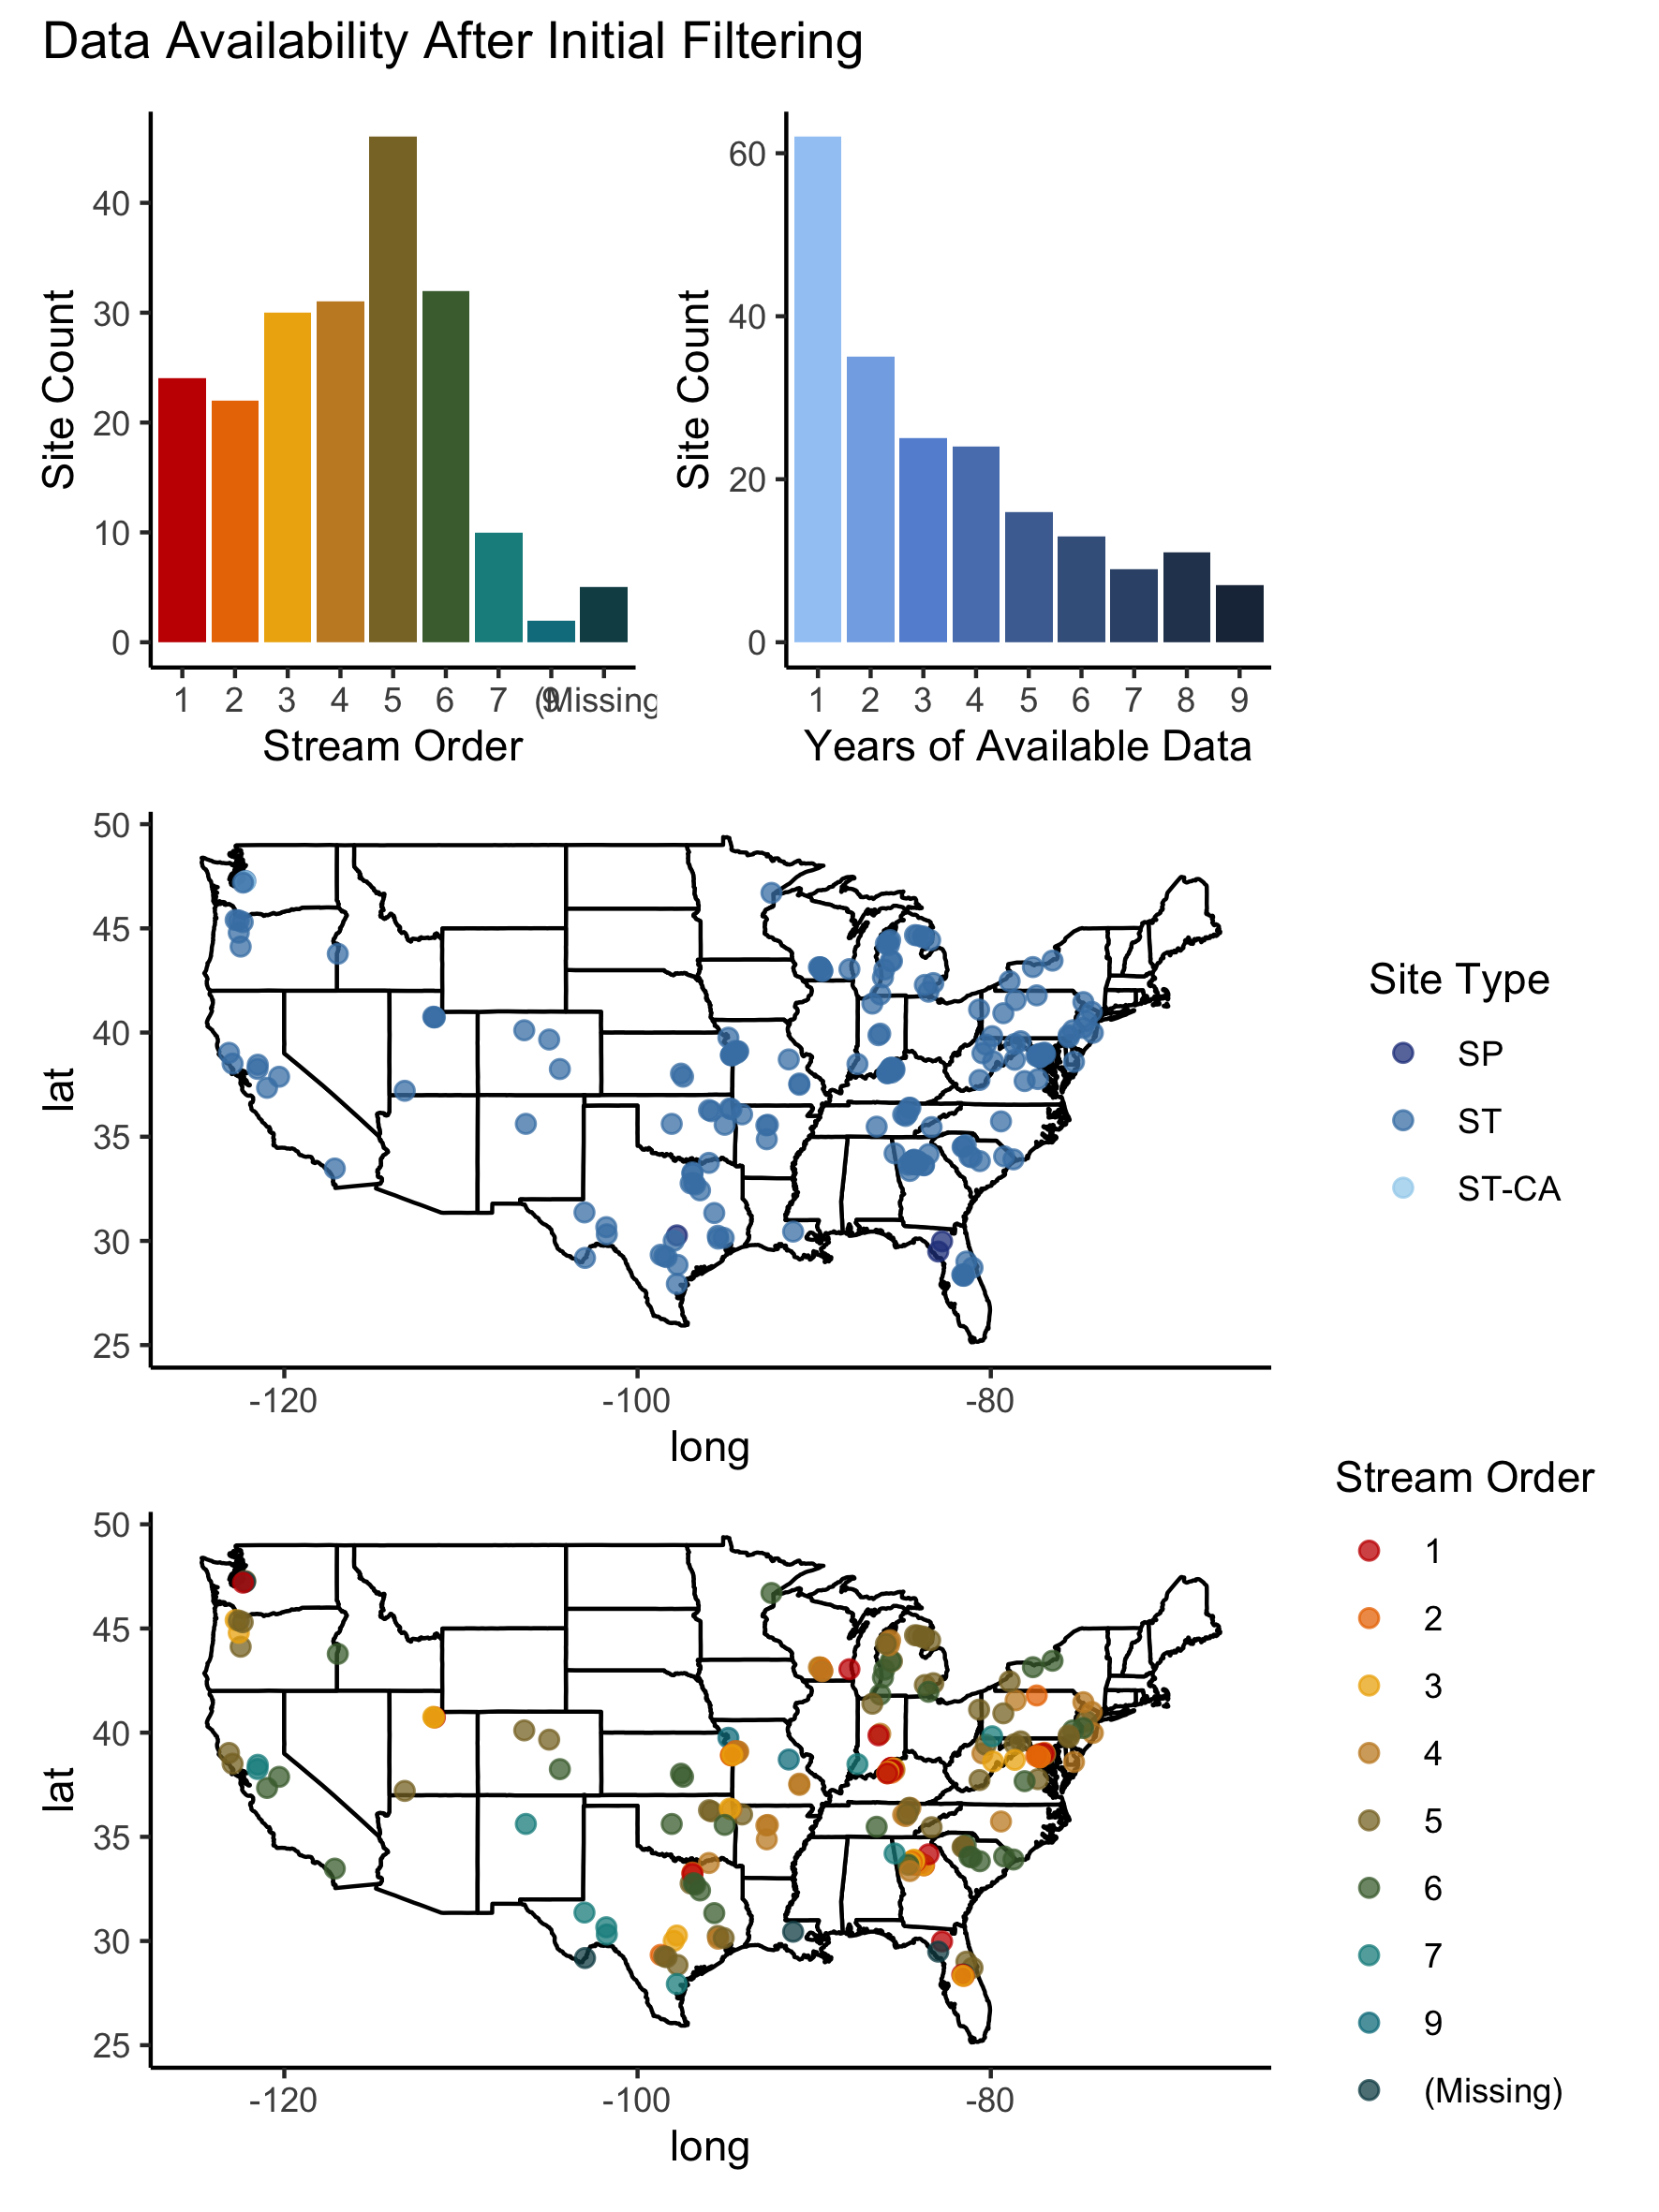 Data Availability After Initial Filtering
Site Count
40
30
20
10
0
1 2 3 4 5 6 7 9 (Missing
Stream Order
Site Count
60
40
20
0
1 2 3 4 5 6 7 8 9
Years of Available Data
lat
50
45
40
35
30
25
-120 -100 -80
long
Site Type
SP
ST
ST-CA
lat
50
45
40
35
30
25
-120 -100 -80
long
Stream Order
1
2
3
4
5
6
7
9
(Missing)